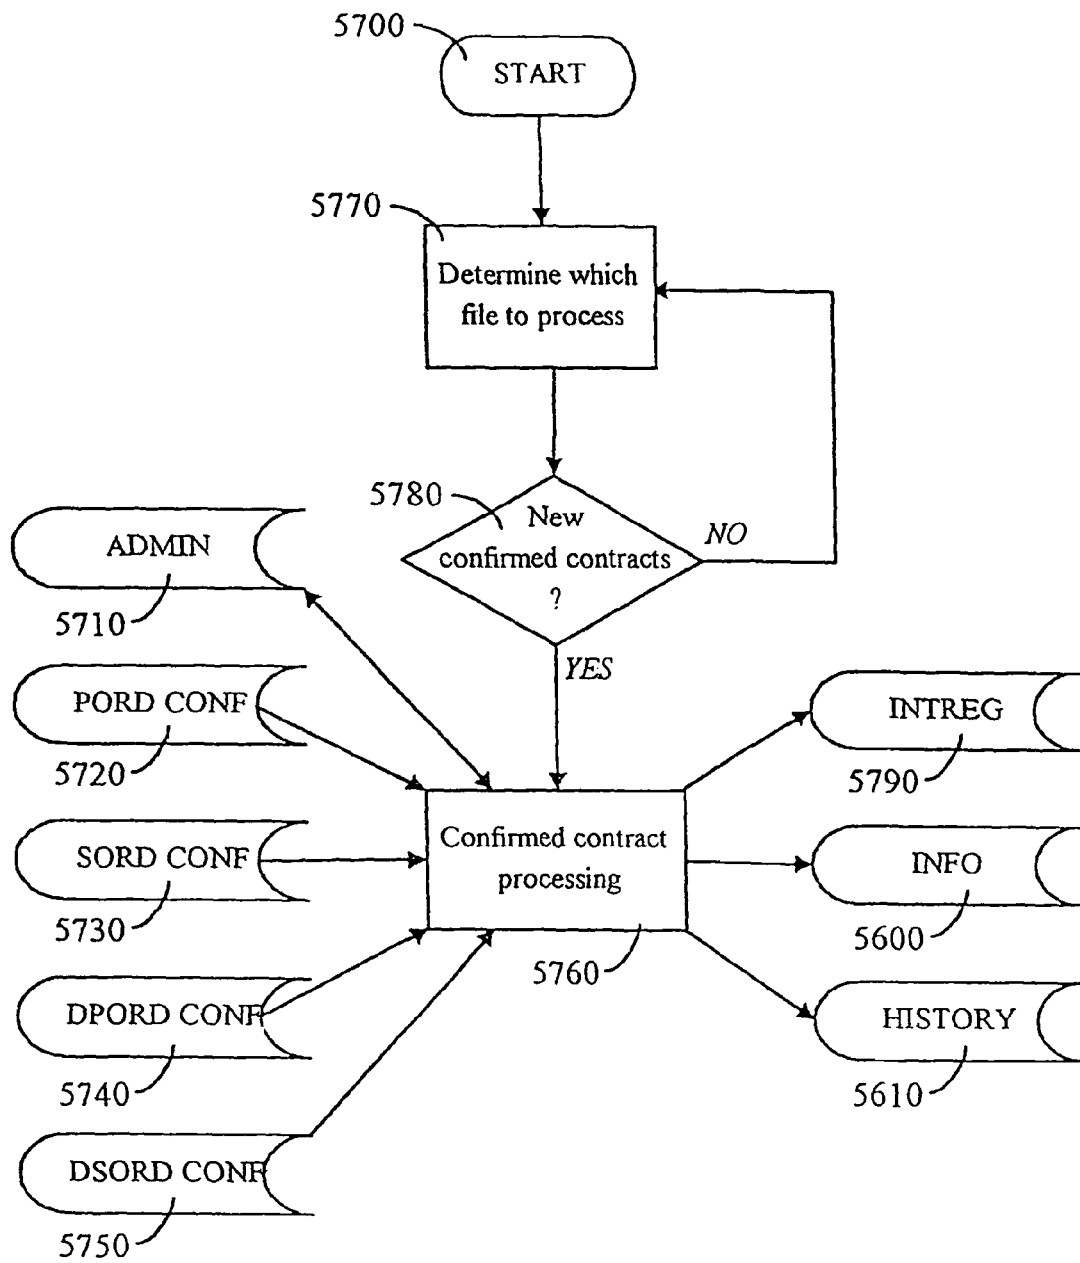 5700
START
5770
Determine which
file to process
5780
New
confirmed contracts
?
NO
YES
ADMIN
5710
PORD CONF
5720
SORD CONF
5730
DPORD CONF
5740
DSORD CONF
5750
Confirmed contract
processing
5760
INTREG
5790
INFO
5600
HISTORY
5610